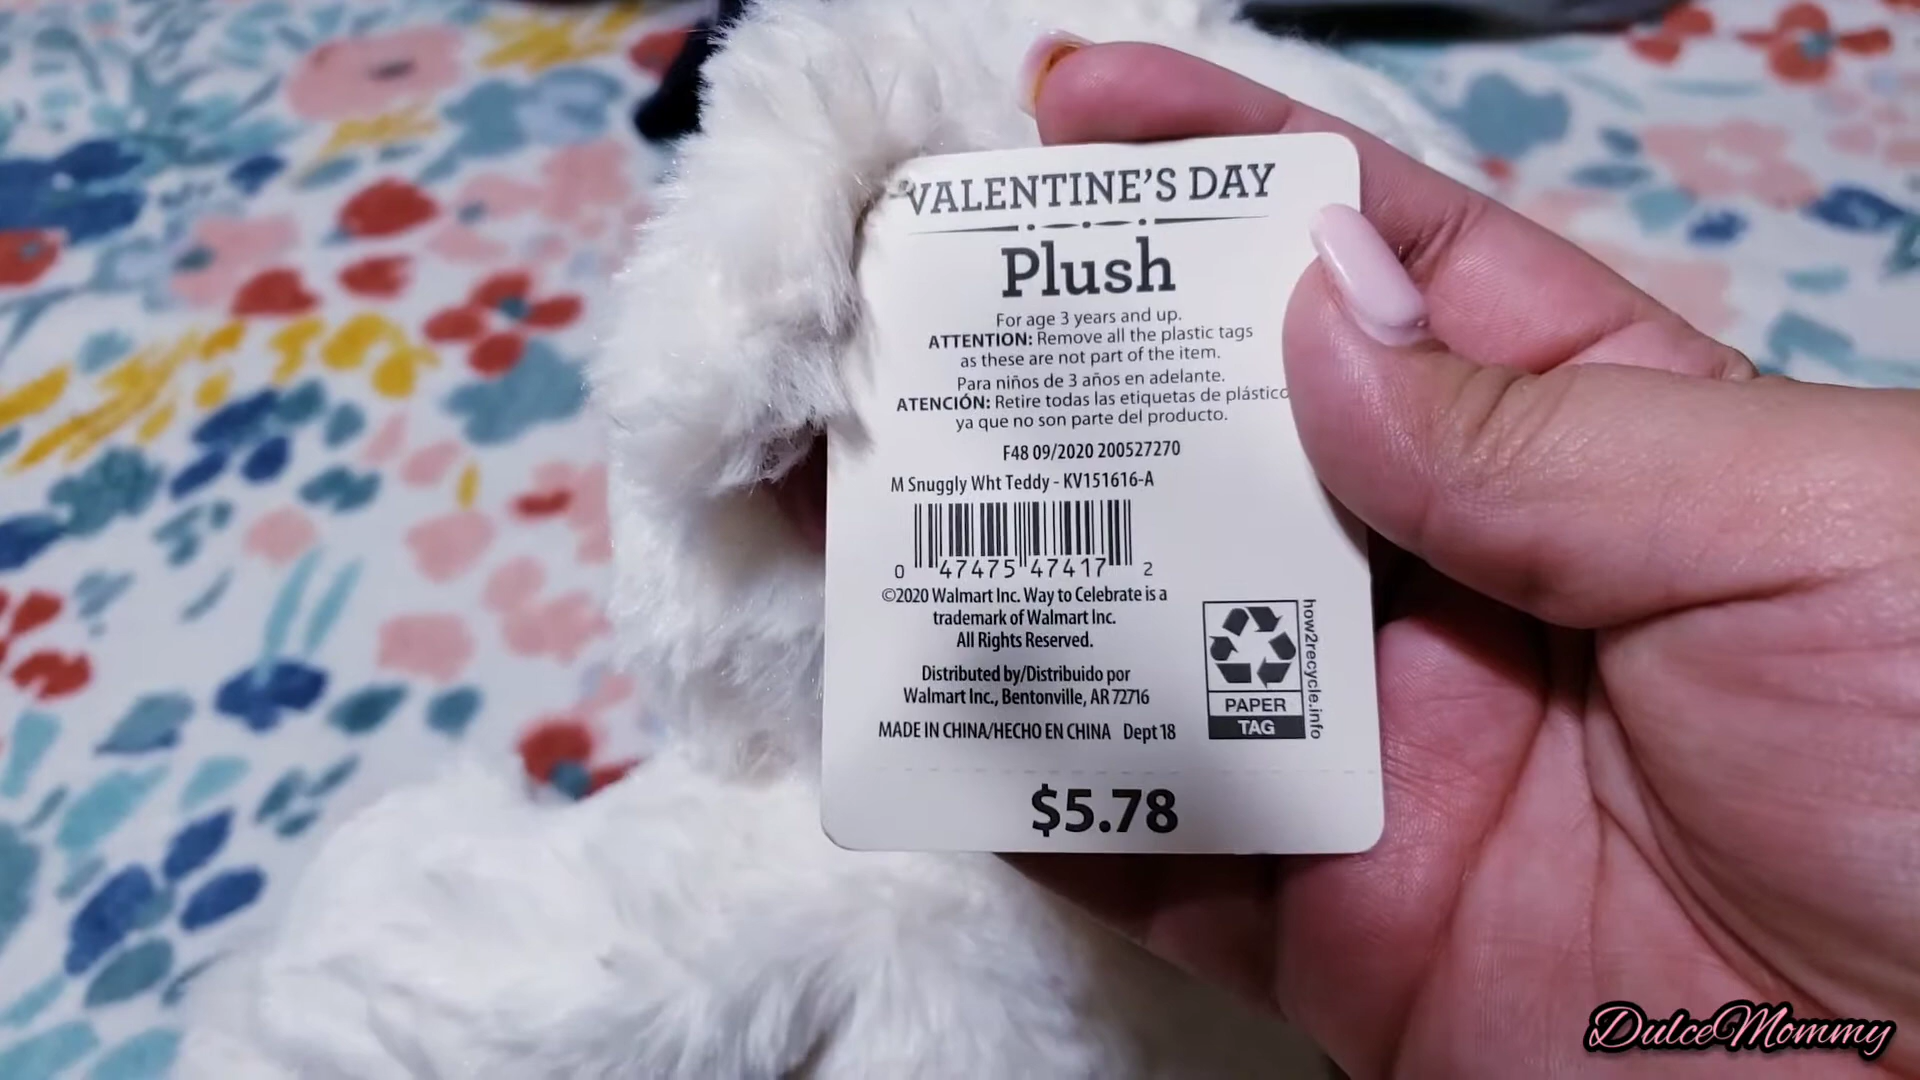 VALENTINE'S DAY
Plush
For age 3 years and up.
ATTENTION: Remove all the plastic tags
as these are not part of the item.
Para niños de 3 años en adelante.
ATENCIÓN: Retire todas las etiquetas de plástico
ya que no son parte del producto.
F48 09/2020 200527270
M Snuggly Wht Teddy - KV151616-A
0 47475 47417 2
©2020 Walmart Inc. Way to Celebrate is a
trademark of Walmart Inc.
All Rights Reserved.
Distributed by/Distribuido por
Walmart Inc., Bentonville, AR 72716
MADE IN CHINA/HECHO EN CHINA Dept 18
how2recycle.info
PAPER
TAG
$5.78
DulceMommy